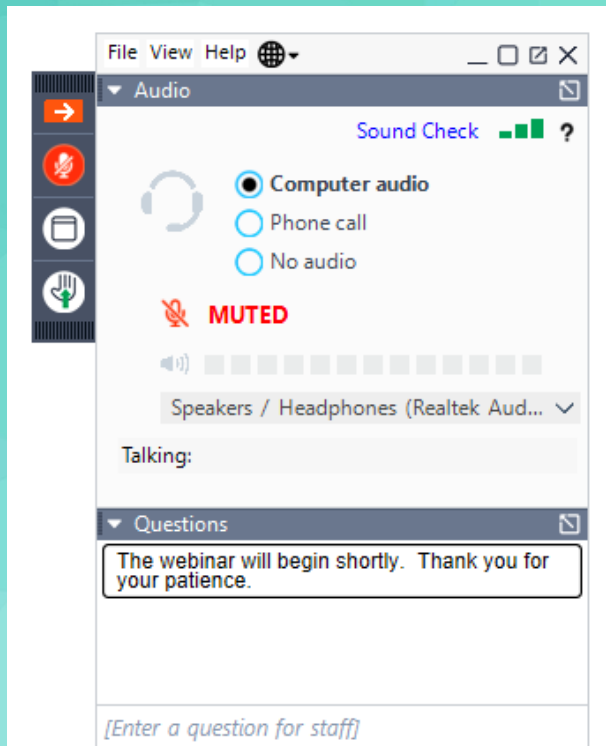 File View Help
Audio
Sound Check ?
Computer audio
Phone call
No audio
MUTED
Speakers / Headphones (Realtek Aud...
Talking:
Questions
The webinar will begin shortly. Thank you for
your patience.
[Enter a question for staff]